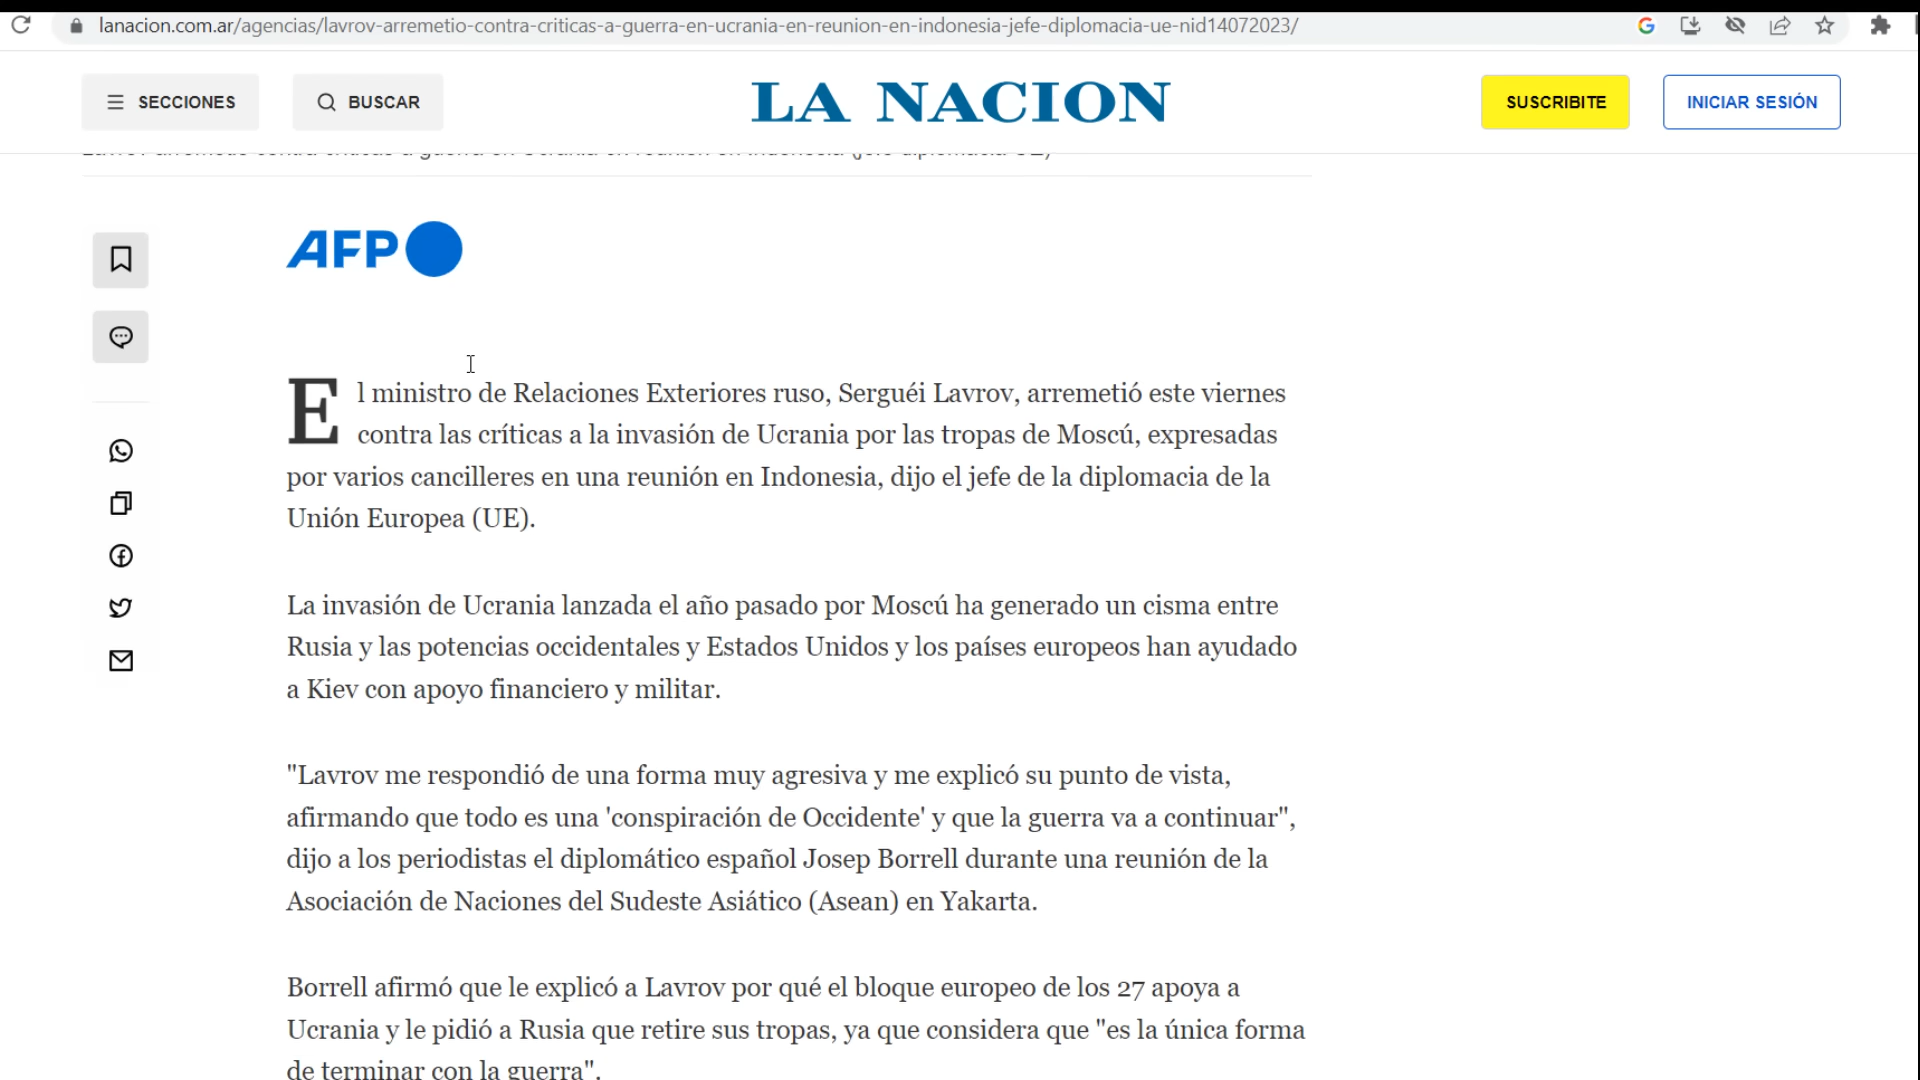 lanacion.com.ar/agencias/lavrov-arremetio-contra-criticas-a-guerra-en-ucrania-en-reunion-en-indonesia-jefe-diplomacia-ue-nid14072023/
SECCIONES
BUSCAR
LA NACION
SUSCRIBITE
INICIAR SESIÓN
AFP
El ministro de Relaciones Exteriores ruso, Serguéi Lavrov, arremetió este viernes
contra las críticas a la invasión de Ucrania por las tropas de Moscú, expresadas
por varios cancilleres en una reunión en Indonesia, dijo el jefe de la diplomacia de la
Unión Europea (UE).
La invasión de Ucrania lanzada el año pasado por Moscú ha generado un cisma entre
Rusia y las potencias occidentales y Estados Unidos y los países europeos han ayudado
a Kiev con apoyo financiero y militar.
"Lavrov me respondió de una forma muy agresiva y me explicó su punto de vista,
afirmando que todo es una 'conspiración de Occidente' y que la guerra va a continuar",
dijo a los periodistas el diplomático español Josep Borrell durante una reunión de la
Asociación de Naciones del Sudeste Asiático (Asean) en Yakarta.
Borrell afirmó que le explicó a Lavrov por qué el bloque europeo de los 27 apoya a
Ucrania y le pidió a Rusia que retire sus tropas, ya que considera que "es la única forma
de terminar con la guerra".